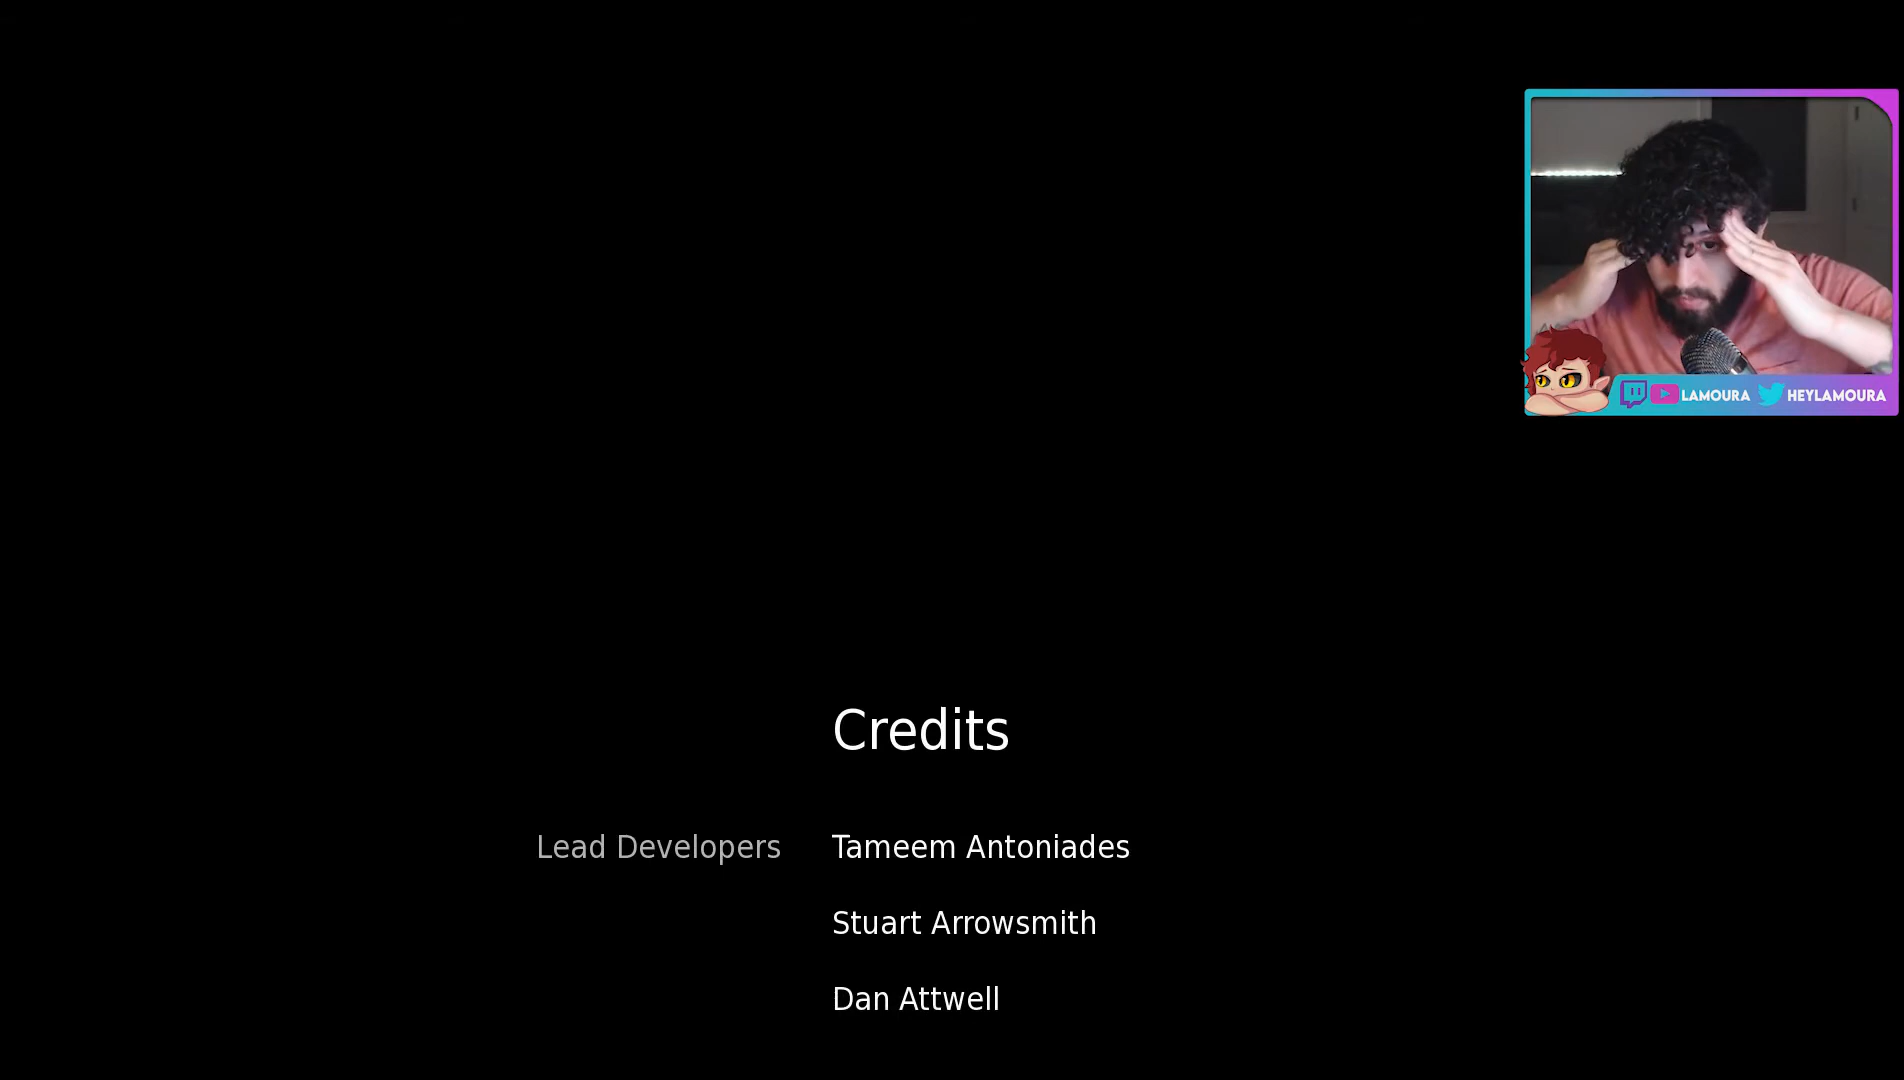 LAMOURA HEYLAMOURA
Credits
Lead Developers Tameem Antoniades
Stuart Arrowsmith
Dan Attwell